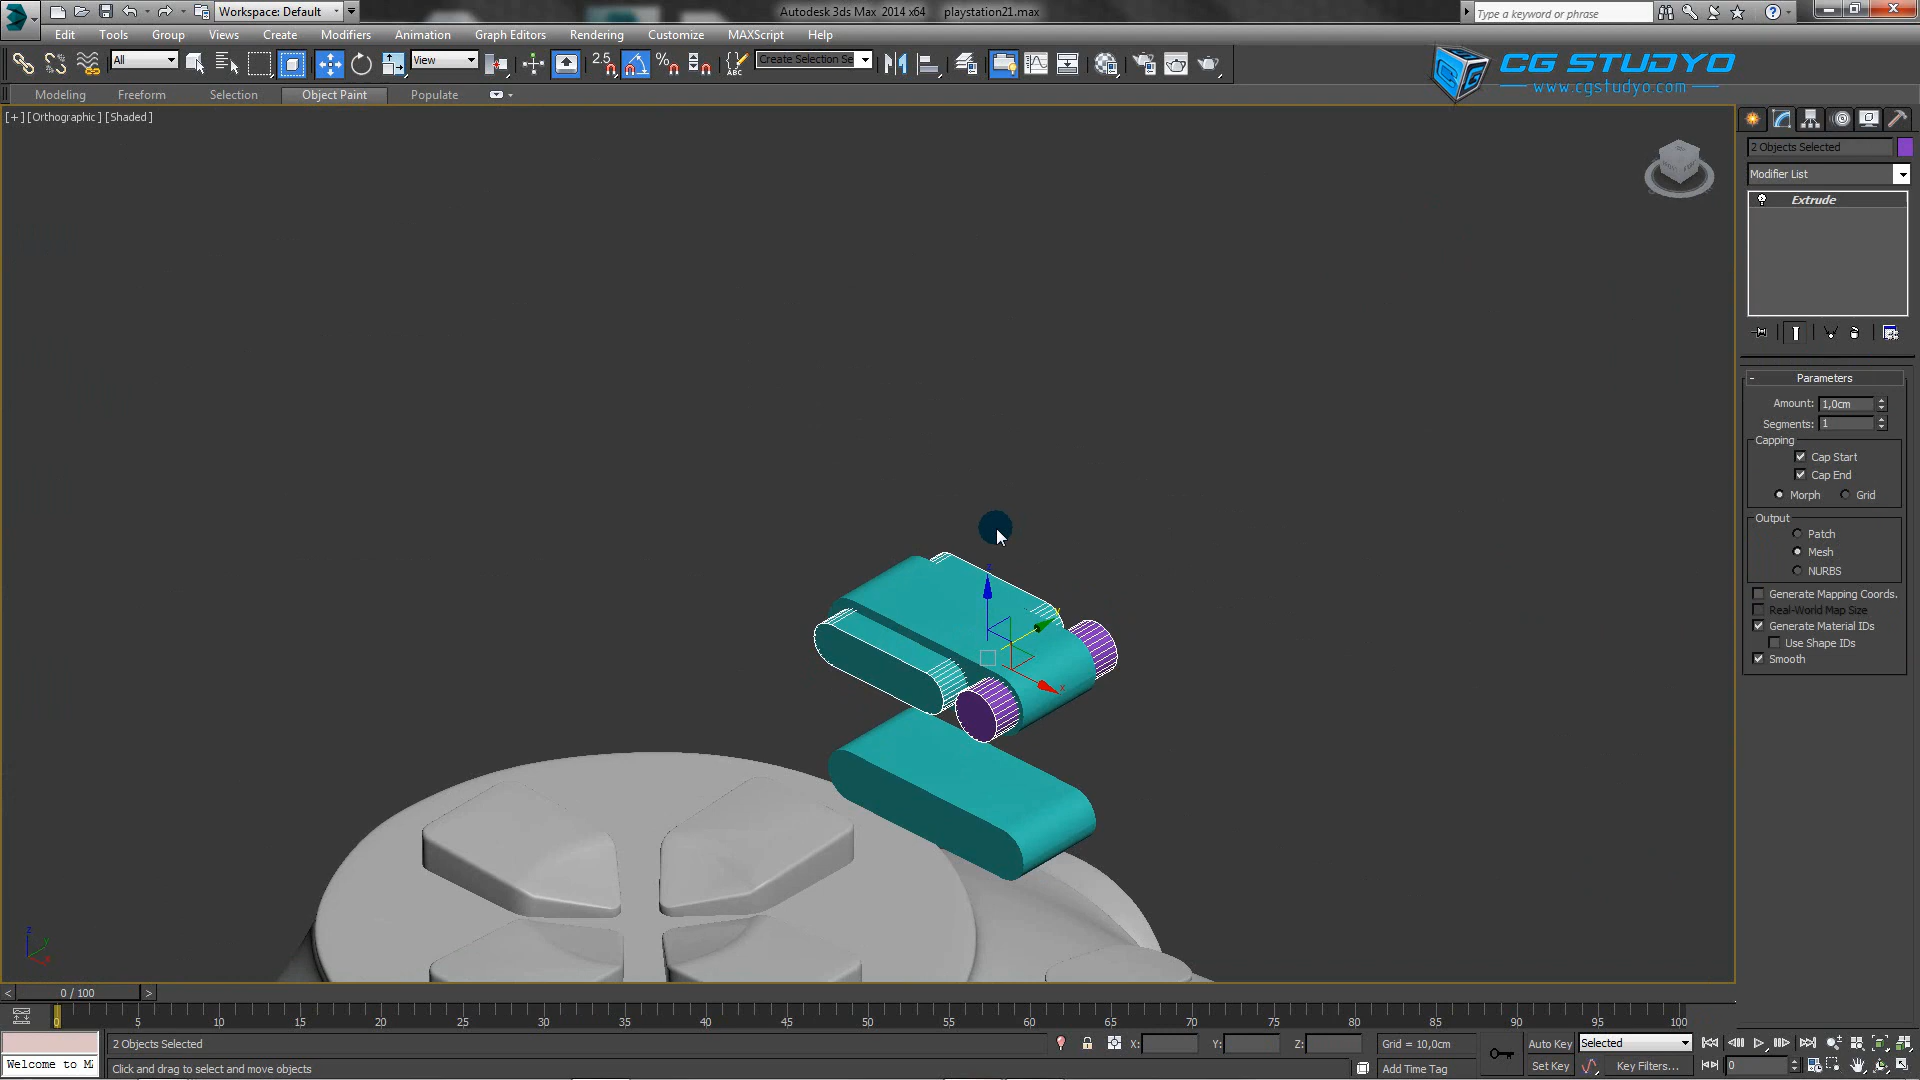 Workspace: Default
Autodesk 3ds Max 2014 x64 playstation21.max
Type a keyword or phrase
Edit Tools Group Views Create Modifiers Animation Graph Editors Rendering Customize MAXScript Help
All
View
2.5
Create Selection Se
CG STUDYO
www.cgstudyo.com
Modeling Freeform Selection Object Paint Populate
[+] [Orthographic] [Shaded]
2 Objects Selected
Modifier List
Extrude
Parameters
Amount: 1,0cm
Segments: 1
Capping
Cap Start
Cap End
Morph Grid
Output
Patch
Mesh
NURBS
Generate Mapping Coords.
Real-World Map Size
Generate Material IDs
Use Shape IDs
Smooth
z
y
x
0 / 100
0 5 10 15 20 25 30 35 40 45 50 55 60 65 70 75 80 85 90 95 100
2 Objects Selected
X: Y: Z: Grid = 10,0cm
Auto Key Selected
Welcome to M
Click and drag to select and move objects
Add Time Tag
Set Key Key Filters...
0